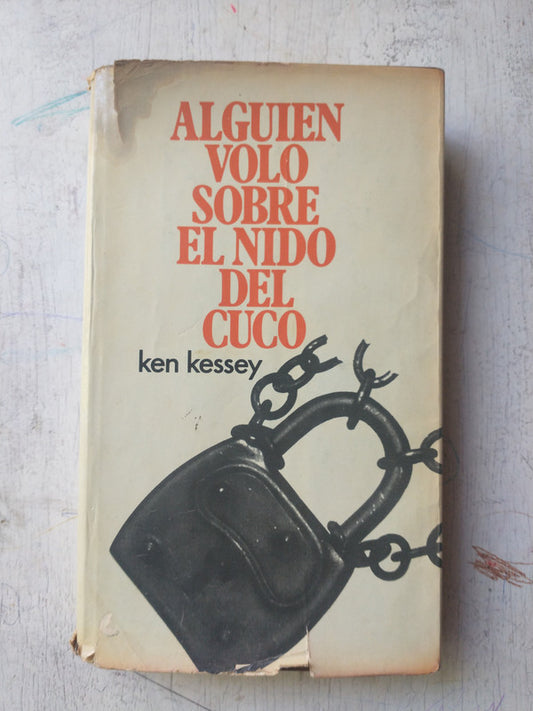 ALGUIEN
VOLO
SOBRE
EL NIDO
DEL
CUCO
ken kessey